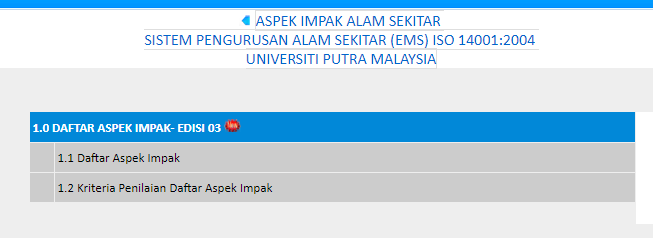 ASPEK IMPAK ALAM SEKITAR
SISTEM PENGURUSAN ALAM SEKITAR (EMS) ISO 14001:2004
UNIVERSITI PUTRA MALAYSIA
1.0 DAFTAR ASPEK IMPAK- EDISI 03
1.1 Daftar Aspek Impak
1.2 Kriteria Penilaian Daftar Aspek Impak